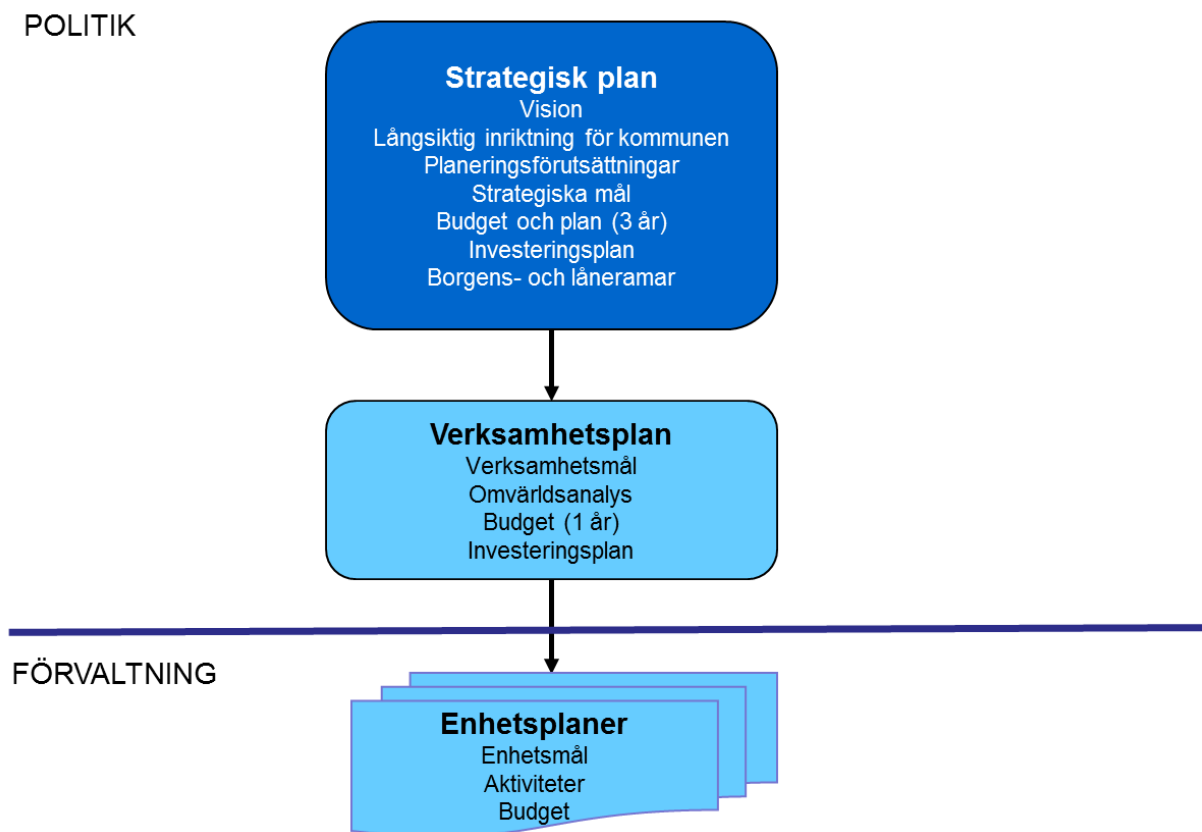 POLITIK
Strategisk plan
Vision
Långsiktig inriktning för kommunen
Planeringsförutsättningar
Strategiska mål
Budget och plan (3 år)
Investeringsplan
Borgens- och låneramar
Verksamhetsplan
Verksamhetsmål
Omvärldsanalys
Budget (1 år)
Investeringsplan
FÖRVALTNING
Enhetsplaner
Enhetsmål
Aktiviteter
Budget